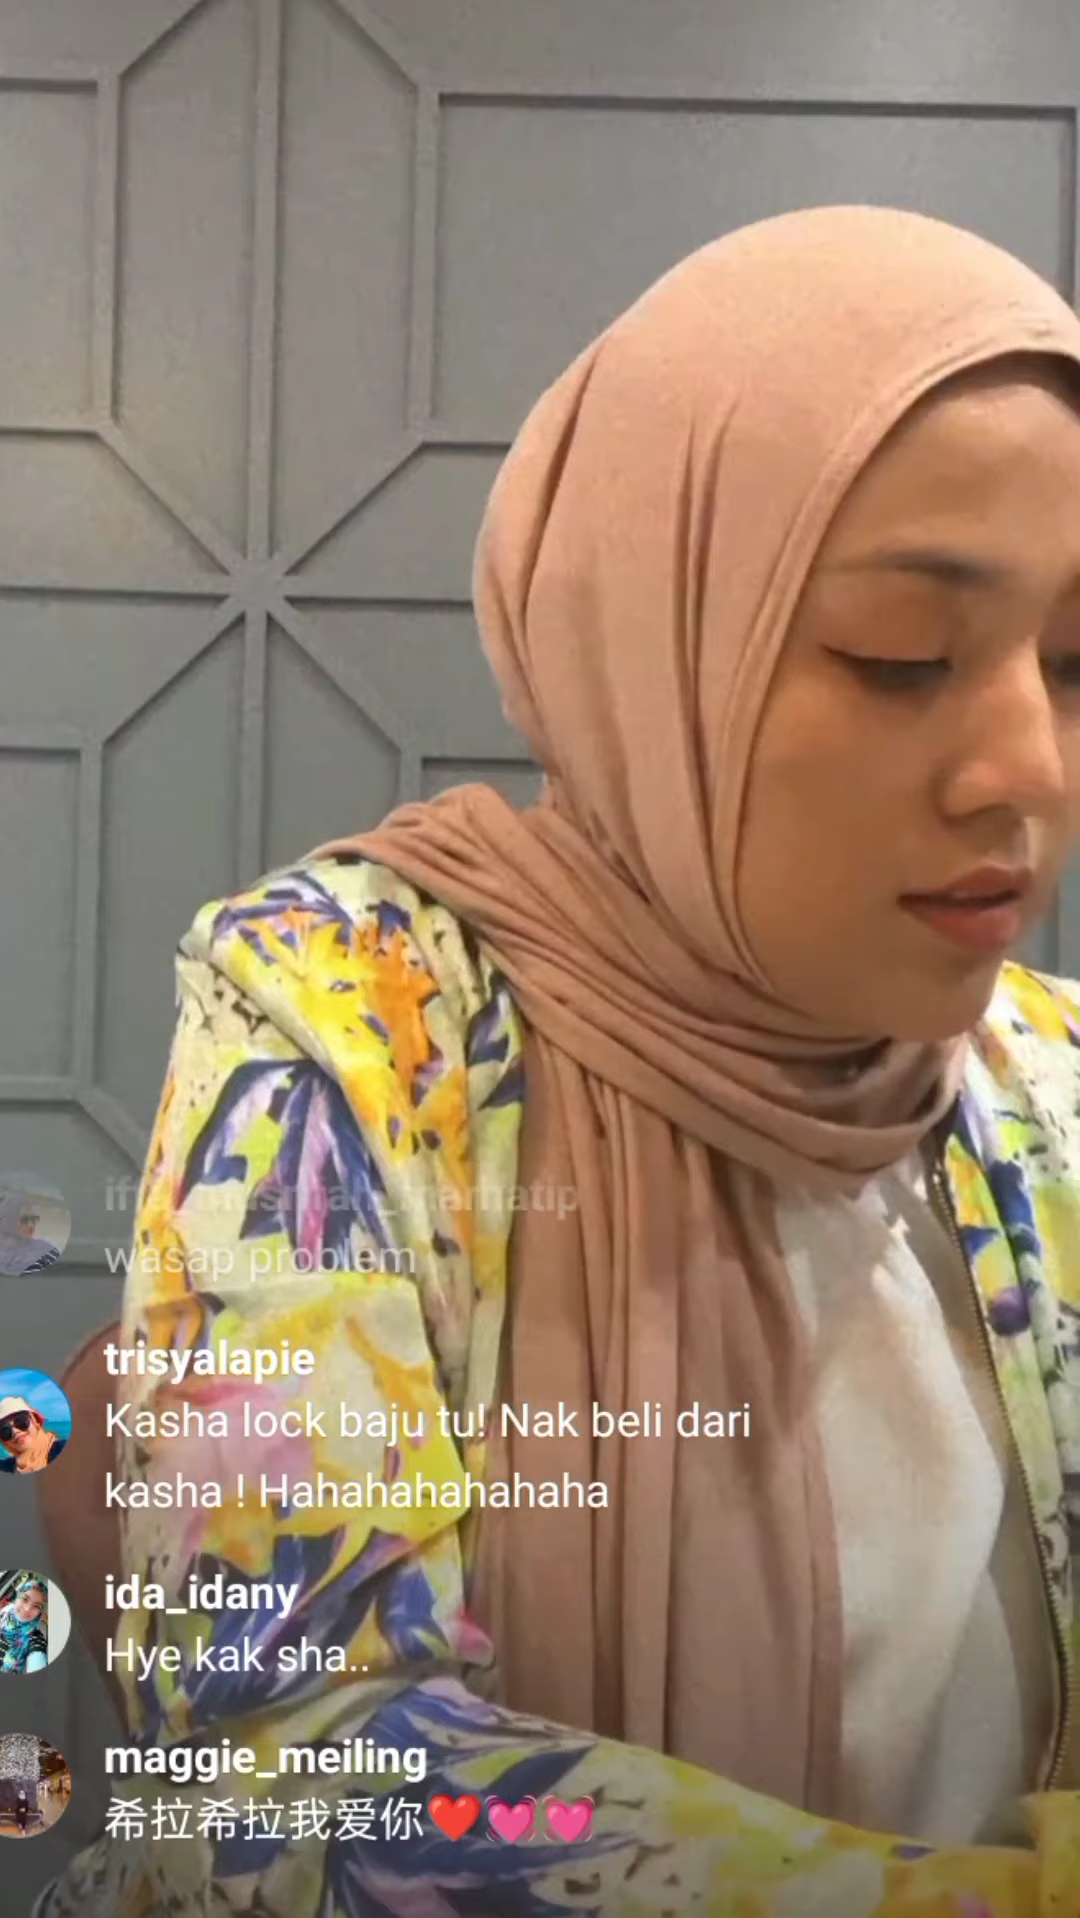 wasap problem
trisyalapie
Kasha lock baju tu! Nak beli dari
kasha ! Hahahahahahaha
ida_idany
Hye kak sha..
maggie_meiling
希拉希拉我爱你❤️💓💓